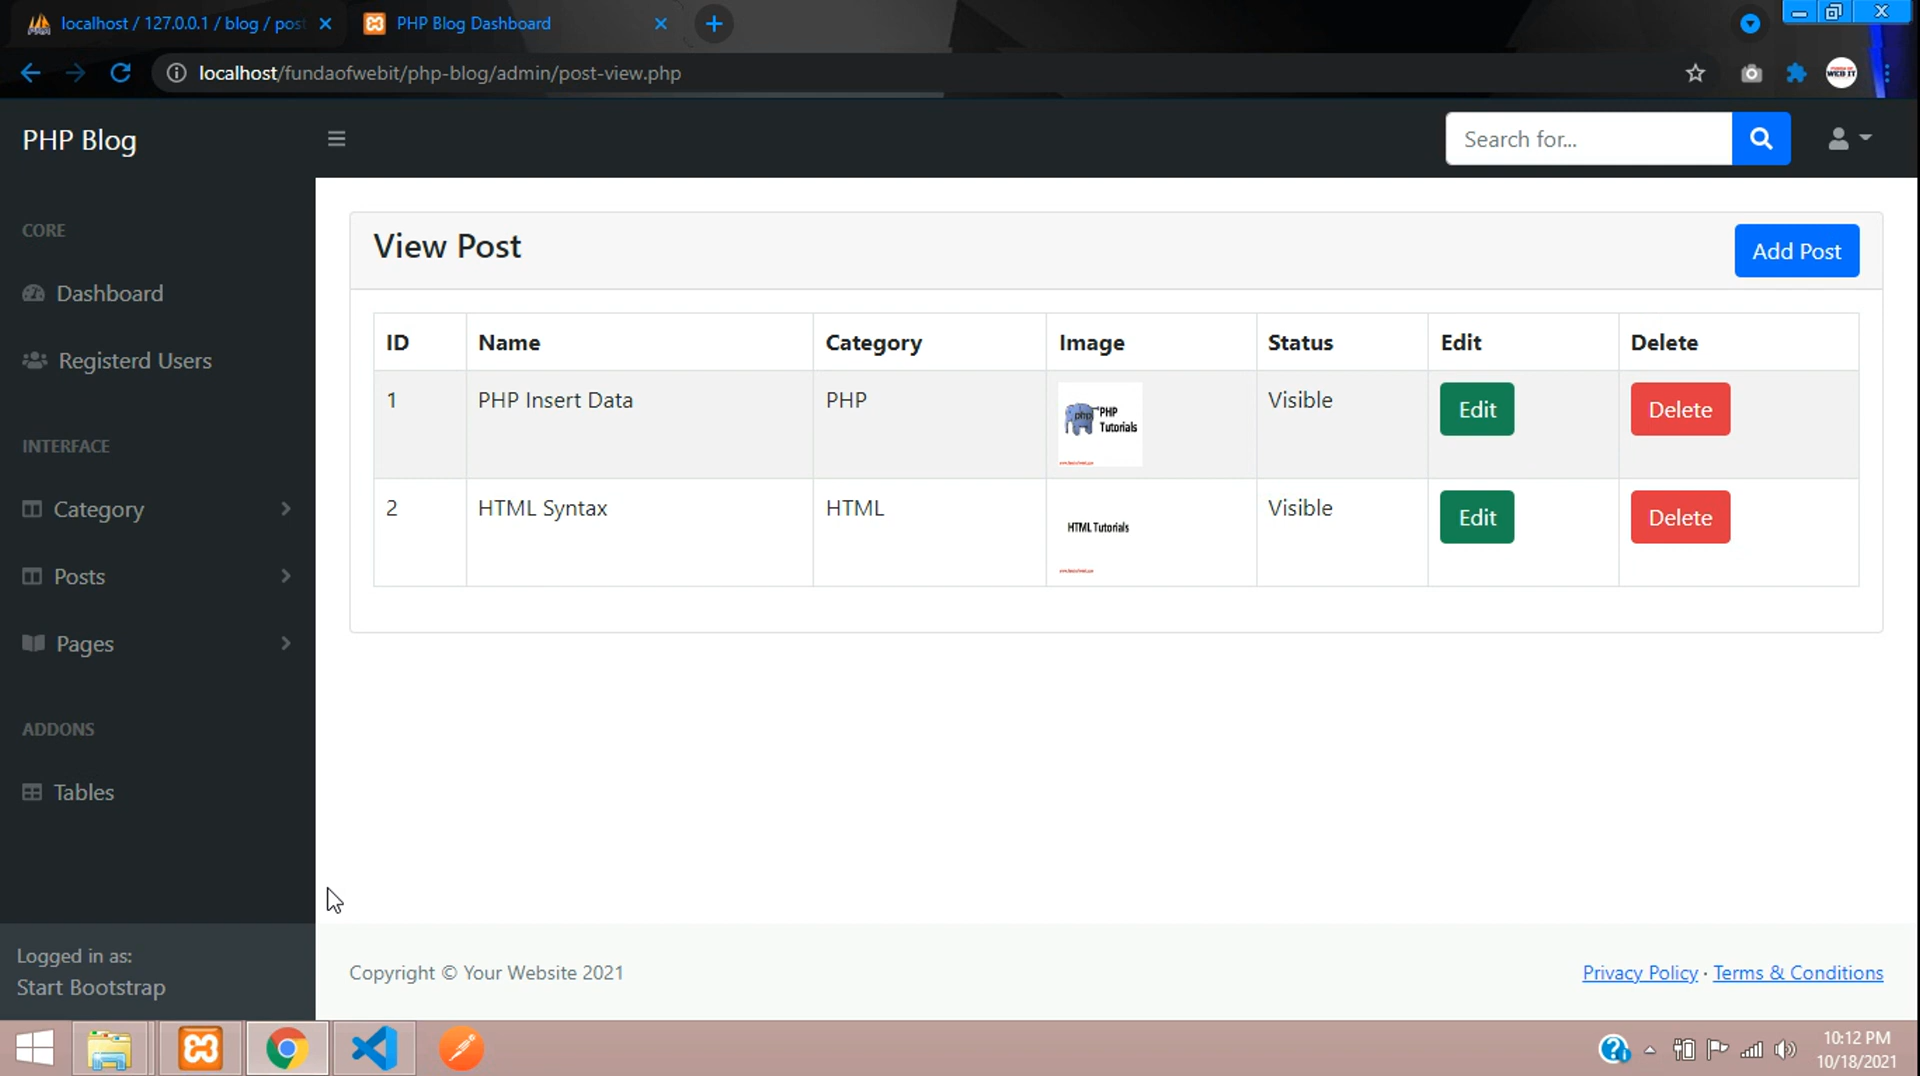 localhost / 127.0.0.1 / blog / post
PHP Blog Dashboard
localhost/fundaofwebit/php-blog/admin/post-view.php
WEB IT
PHP Blog
Search for...
CORE
Dashboard
Registerd Users
INTERFACE
Category
Posts
Pages
ADDONS
Tables
Logged in as:
Start Bootstrap
View Post
Add Post
ID Name Category Image Status Edit Delete
1 PHP Insert Data PHP php PHP Tutorials Visible Edit Delete
2 HTML Syntax HTML HTML Tutorials Visible Edit Delete
Copyright © Your Website 2021
Privacy Policy · Terms & Conditions
10:12 PM
10/18/2021